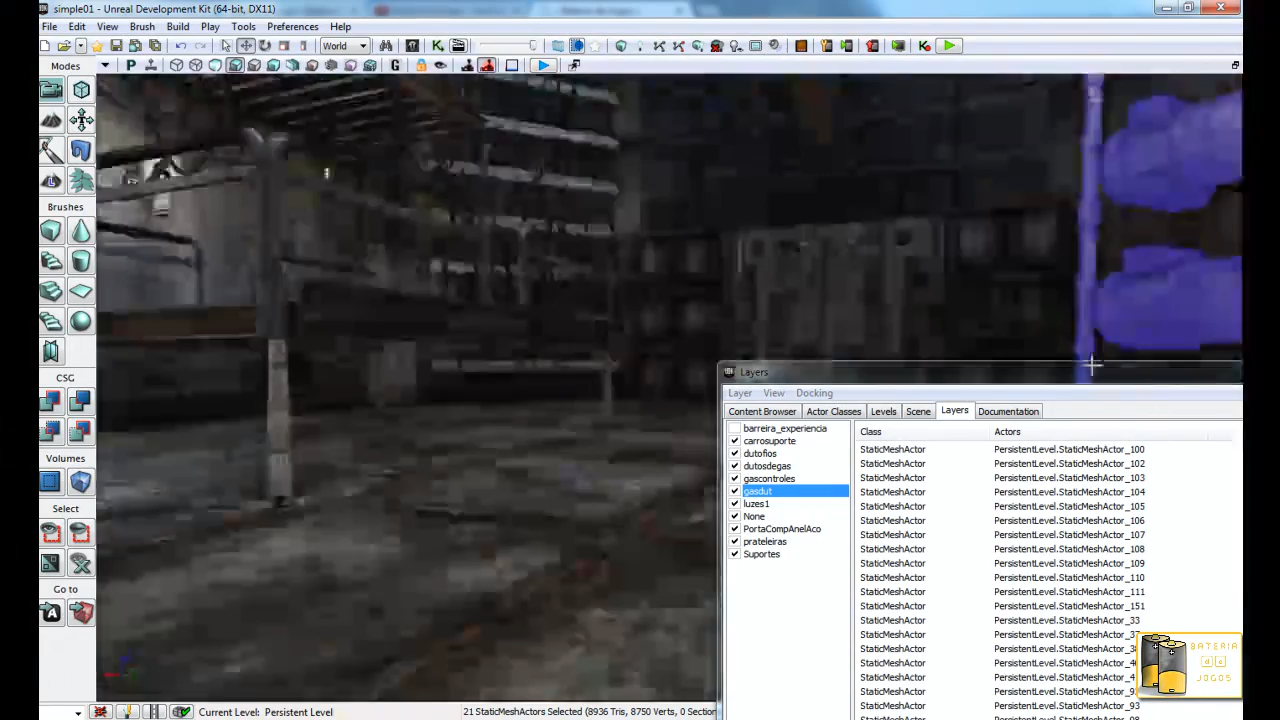 simple01 - Unreal Development Kit (64-bit, DX11)
File Edit View Brush Build Play Tools Preferences Help
World
Modes
P
G
Brushes
CSG
Volumes
Select
Go to
Layers
Layer View Docking
Content Browser Actor Classes Levels Scene Layers Documentation
barreira_experiencia
carrosuporte
dutofios
dutosdegas
gascontroles
gasdut
luzes1
None
PortaCompAnelAco
prateleiras
Suportes
Class Actors
StaticMeshActor PersistentLevel.StaticMeshActor_100
StaticMeshActor PersistentLevel.StaticMeshActor_102
StaticMeshActor PersistentLevel.StaticMeshActor_103
StaticMeshActor PersistentLevel.StaticMeshActor_104
StaticMeshActor PersistentLevel.StaticMeshActor_105
StaticMeshActor PersistentLevel.StaticMeshActor_106
StaticMeshActor PersistentLevel.StaticMeshActor_107
StaticMeshActor PersistentLevel.StaticMeshActor_108
StaticMeshActor PersistentLevel.StaticMeshActor_109
StaticMeshActor PersistentLevel.StaticMeshActor_110
StaticMeshActor PersistentLevel.StaticMeshActor_111
StaticMeshActor PersistentLevel.StaticMeshActor_151
StaticMeshActor PersistentLevel.StaticMeshActor_33
StaticMeshActor
StaticMeshActor
StaticMeshActor
StaticMeshActor
StaticMeshActor
StaticMeshActor
BATERIA
da
JOGOS
Current Level: Persistent Level
21 StaticMeshActors Selected (8936 Tris, 8750 Verts, 0 Section